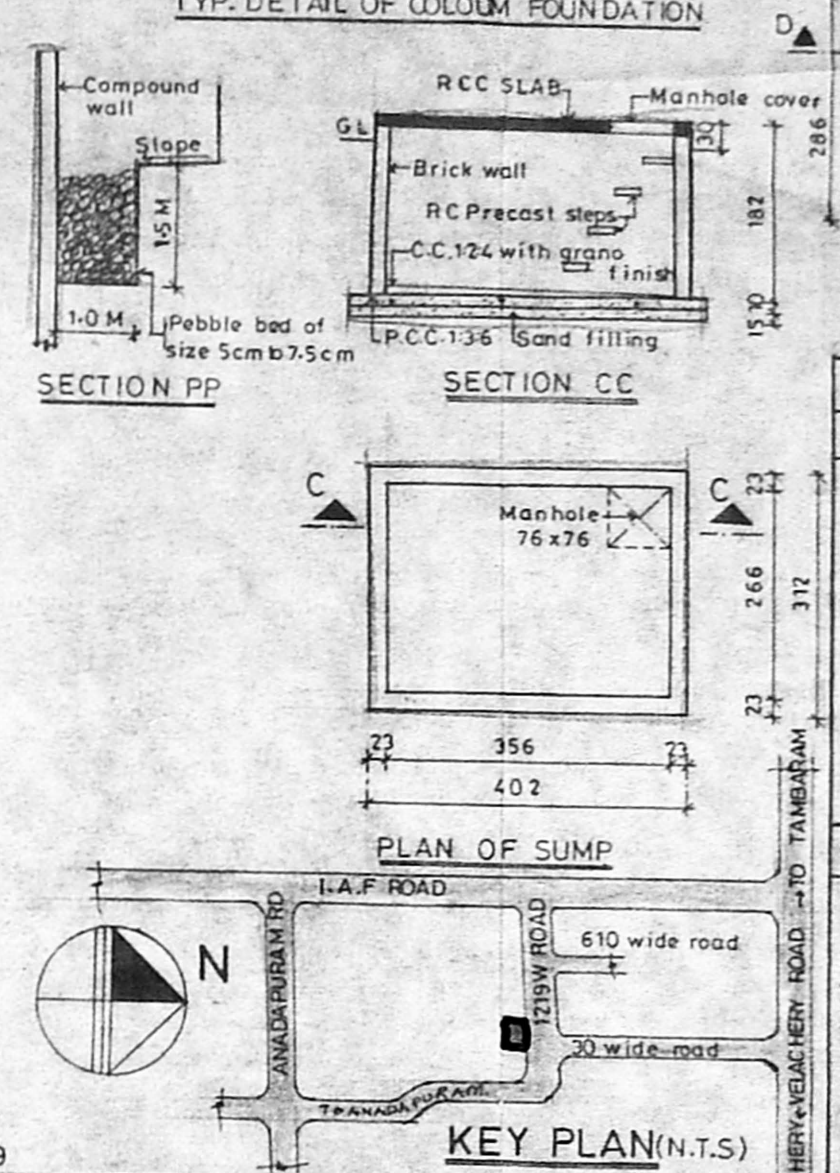 TYP. DETAIL OF COLOUM FOUNDATION
D
Compound
wall
Slope
1.5 M
1.0 M
Pebble bed of
size 5cm to 7.5cm
SECTION PP
RCC SLAB
Manhole cover
GL
30
286
Brick wall
182
RC Precast steps
C.C.1:2:4 with grano
finish
15 10
P.C.C.1:3:6
Sand filling
SECTION CC
C
C
Manhole
76 x 76
23
266
312
23
23
356
23
402
PLAN OF SUMP
I.A.F ROAD
ANADAPURAM RD
N
1219W ROAD
610 wide road
30 wide road
TO ANADAPURAM
HERY←VELACHERY ROAD →TO TAMBARAM
KEY PLAN (N.T.S)
9